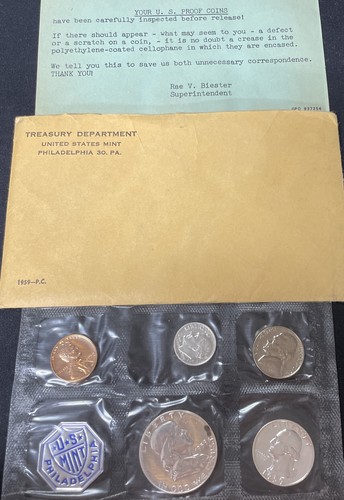 YOUR U. S. PROOF COINS
have been carefully inspected before release!
If there should appear - what may seem to you - a defect
or a scratch on a coin, - it is no doubt a crease in the
polyethylene-coated cellophane in which they are encased.
We tell you this to save us both unnecessary correspondence.
THANK YOU!
Rae V. Biester
Superintendent
TREASURY DEPARTMENT
UNITED STATES MINT
PHILADELPHIA 30, PA.
1959—P.C.
LIBERTY
U·S
MINT
PHILADELPHIA